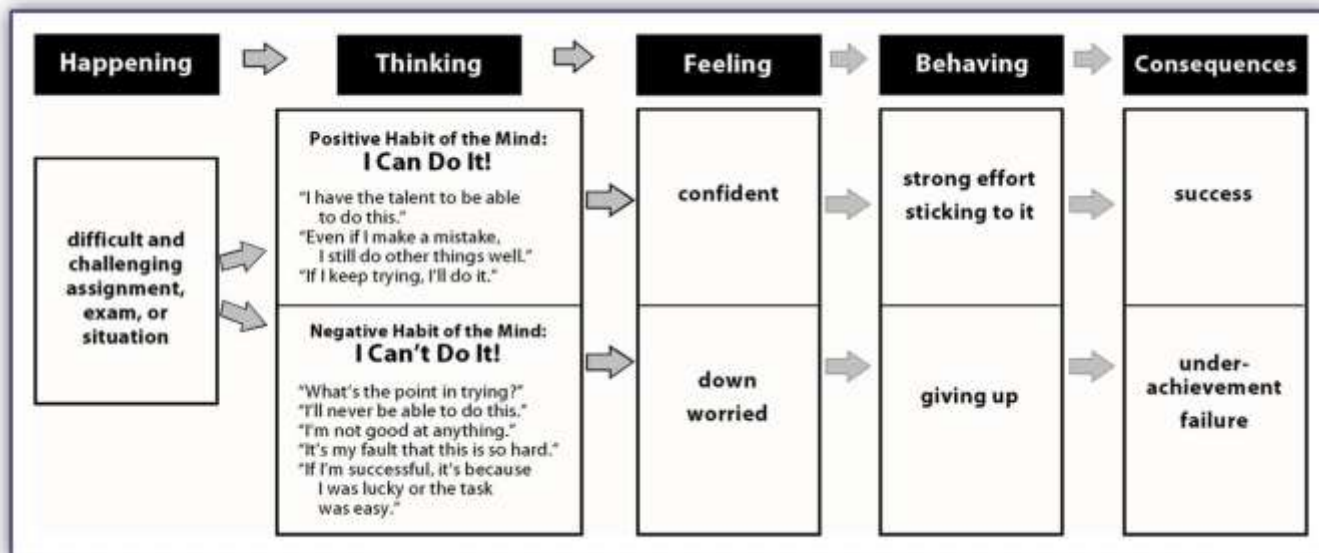 Happening
Thinking
Feeling
Behaving
Consequences
difficult and
challenging
assignment,
exam, or
situation
Positive Habit of the Mind:
I Can Do It!
"I have the talent to be able
to do this."
"Even if I make a mistake,
I still do other things well."
"If I keep trying, I'll do it."
confident
strong effort
sticking to it
success
Negative Habit of the Mind:
I Can't Do It!
"What's the point in trying?"
"I'll never be able to do this."
"I'm not good at anything."
"It's my fault that this is so hard."
"If I'm successful, it's because
I was lucky or the task
was easy."
down
worried
giving up
under-
achievement
failure